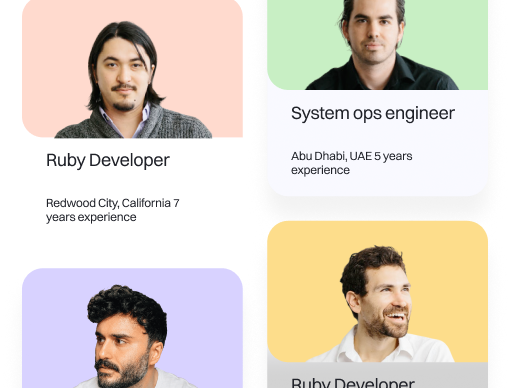 Ruby Developer
Redwood City, California 7
years experience
System ops engineer
Abu Dhabi, UAE 5 years
experience
Ruby Developer